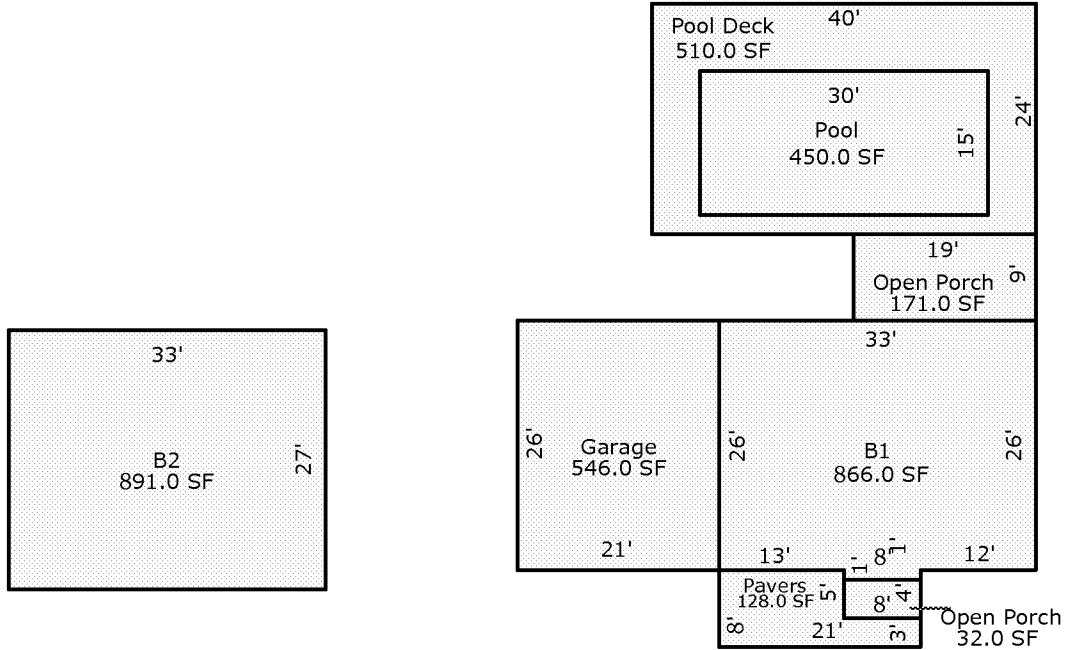 40'
Pool Deck
510.0 SF
30'
24'
Pool
450.0 SF
15'
19'
9'
Open Porch
171.0 SF
33'
33'
26'
Garage
546.0 SF
26'
B1
866.0 SF
26'
27'
B2
891.0 SF
21'
13'
1'
8'
1'
12'
Pavers
128.0 SF
5'
4'
8'
8'
21'
3'
Open Porch
32.0 SF